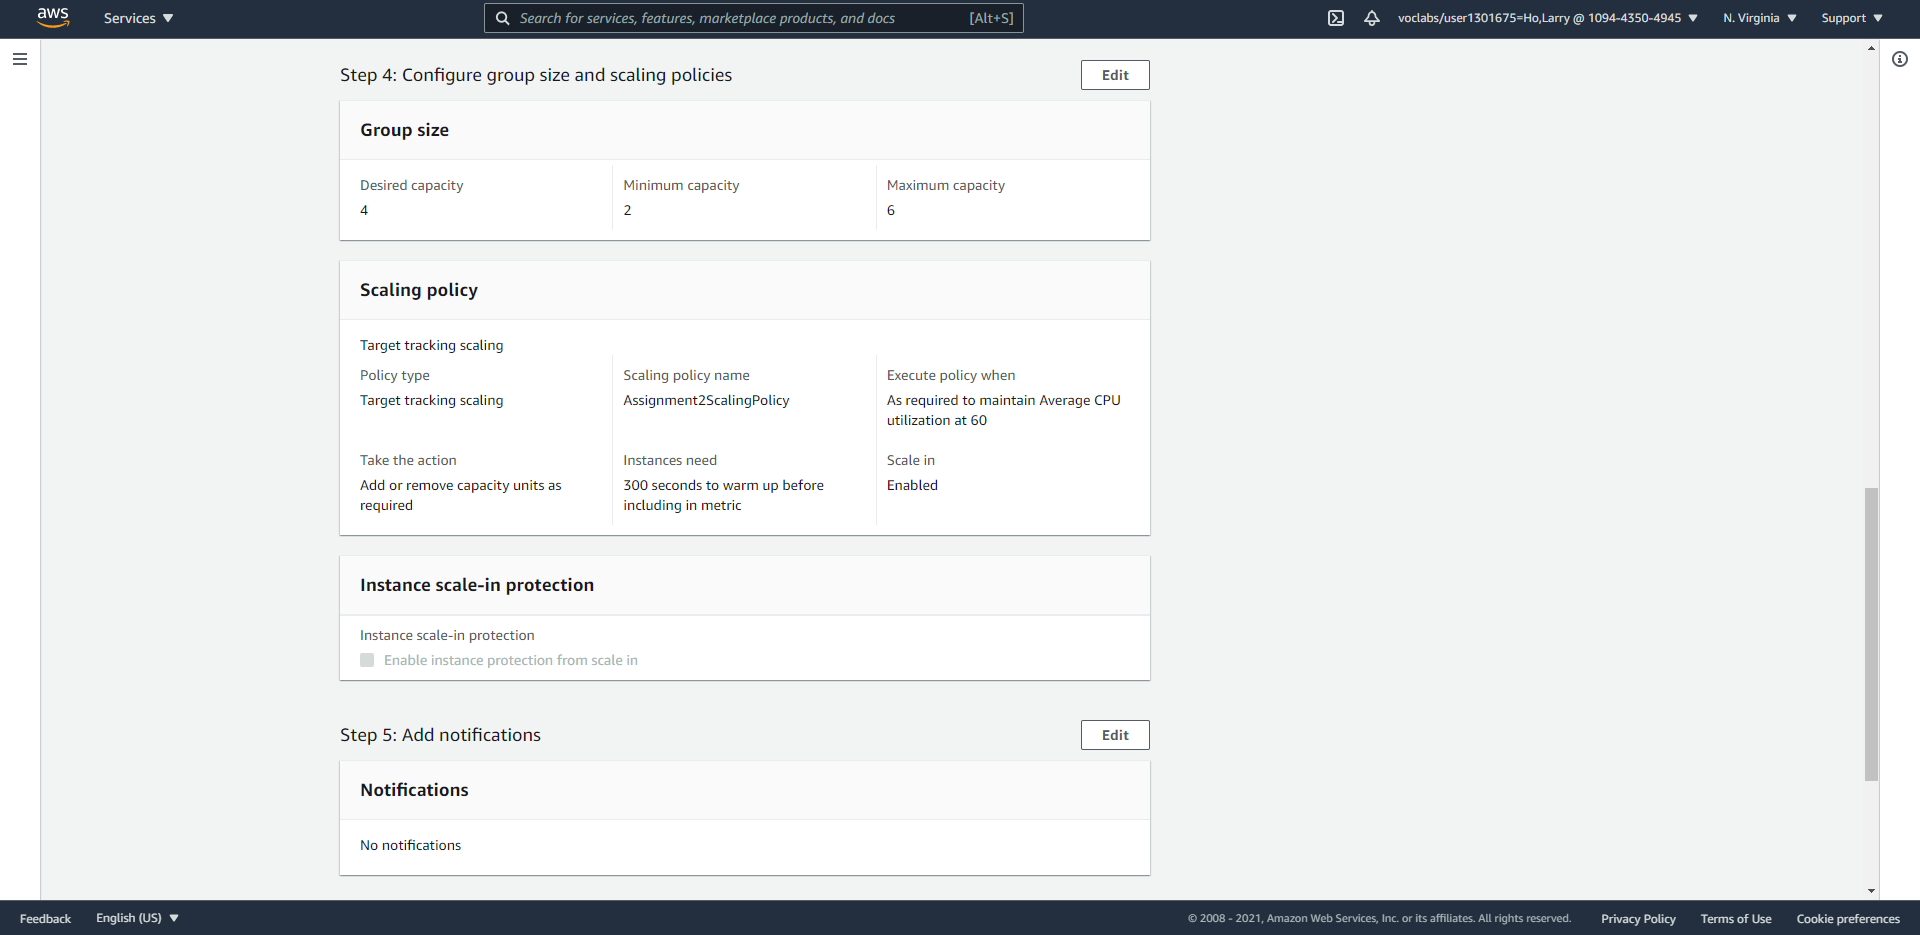 aws
Services
Search for services, features, marketplace products, and docs [Alt+S]
voclabs/user1301675=Ho,Larry @ 1094-4350-4945
N. Virginia
Support
Step 4: Configure group size and scaling policies
Edit
Group size
Desired capacity
4
Minimum capacity
2
Maximum capacity
6
Scaling policy
Target tracking scaling
Policy type
Target tracking scaling
Scaling policy name
Assignment2ScalingPolicy
Execute policy when
As required to maintain Average CPU
utilization at 60
Take the action
Add or remove capacity units as
required
Instances need
300 seconds to warm up before
including in metric
Scale in
Enabled
Instance scale-in protection
Instance scale-in protection
Enable instance protection from scale in
Step 5: Add notifications
Edit
Notifications
No notifications
Feedback
English (US)
© 2008 - 2021, Amazon Web Services, Inc. or its affiliates. All rights reserved.
Privacy Policy
Terms of Use
Cookie preferences